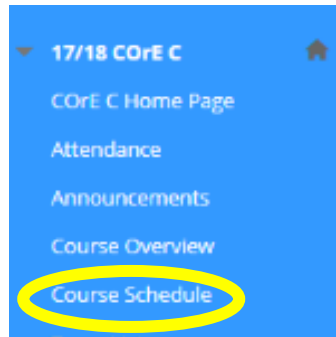 17/18 COrE C
COrE C Home Page
Attendance
Announcements
Course Overview
Course Schedule